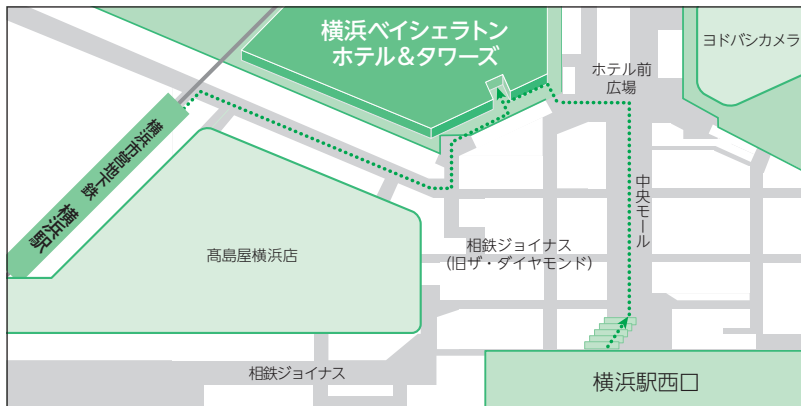 横浜ベイシェラトン
ホテル&タワーズ
ヨドバシカメラ
ホテル前
広場
横浜市営地下鉄
横浜駅
中央モール
相鉄ジョイナス
(旧ザ・ダイヤモンド)
髙島屋横浜店
相鉄ジョイナス
横浜駅西口